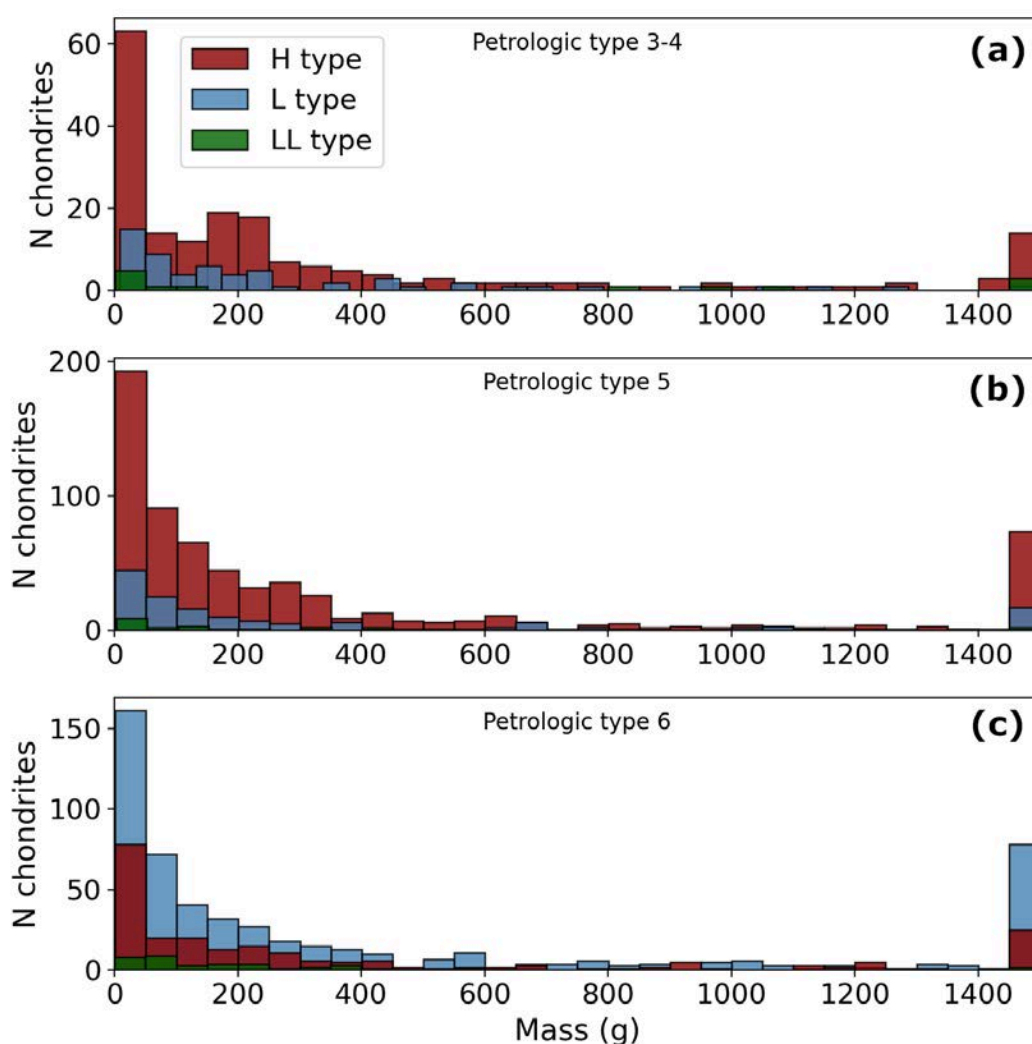 Petrologic type 3-4
(a)
H type
L type
LL type
N chondrites
60
40
20
0
0 200 400 600 800 1000 1200 1400
Petrologic type 5
(b)
N chondrites
200
100
0
0 200 400 600 800 1000 1200 1400
Petrologic type 6
(c)
N chondrites
150
100
50
0
0 200 400 600 800 1000 1200 1400
Mass (g)